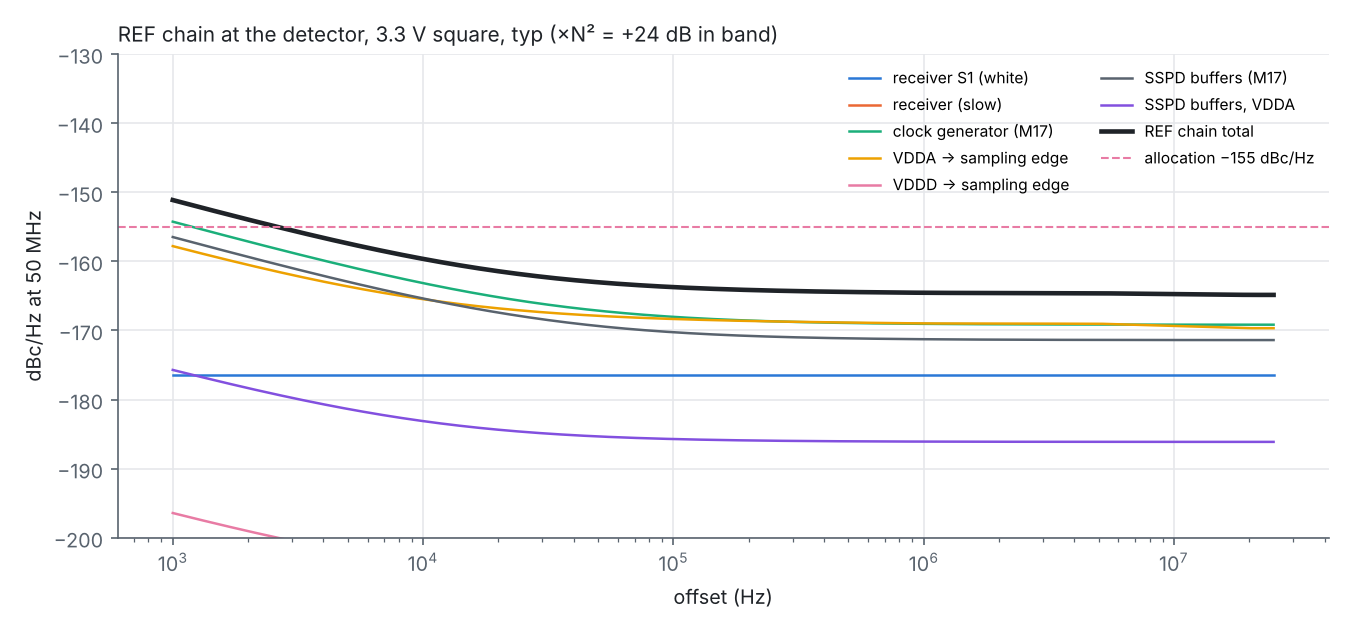 REF chain at the detector, 3.3 V square, typ (×N² = +24 dB in band)
−130
−140
−150
−160
−170
−180
−190
−200
dBc/Hz at 50 MHz
receiver S1 (white)
receiver (slow)
clock generator (M17)
VDDA → sampling edge
VDDD → sampling edge
SSPD buffers (M17)
SSPD buffers, VDDA
REF chain total
allocation −155 dBc/Hz
10³
10⁴
10⁵
10⁶
10⁷
offset (Hz)